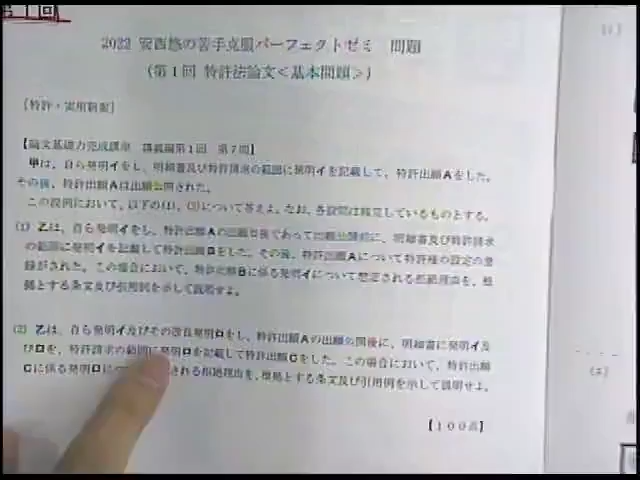 第1回
2022 安西悠の苦手克服パーフェクトゼミ 問題
(第1回 特許法論文<基本問題>)
[特許・実用新案]
【論文基礎力完成講座 講義編第1回 第7問】
甲は、自ら発明イをし、明細書及び特許請求の範囲に発明イを記載して、特許出願Aをした。
その後、特許出願Aは出願公開された。
この設例において、以下の(1)、(2)について答えよ。なお、各設問は独立しているものとする。
(1) 乙は、自ら発明イをし、特許出願Aの出願日後であって出願公開前に、明細書及び特許請求
の範囲に発明イを記載して特許出願Bをした。その後、特許出願Aについて特許権の設定の登
録がされた。この場合において、特許出願Bに係る発明イについて想定される拒絶理由を、根
拠とする条文及び引用例を示して説明せよ。
(2) 乙は、自ら発明イ及びその改良発明ロをし、特許出願Aの出願公開後に、明細書に発明イ及
びロを、特許請求の範囲に発明ロを記載して特許出願Cをした。この場合において、特許出願
Cに係る発明ロにつ される拒絶理由を、根拠とする条文及び引用例を示して説明せよ。
【100点】